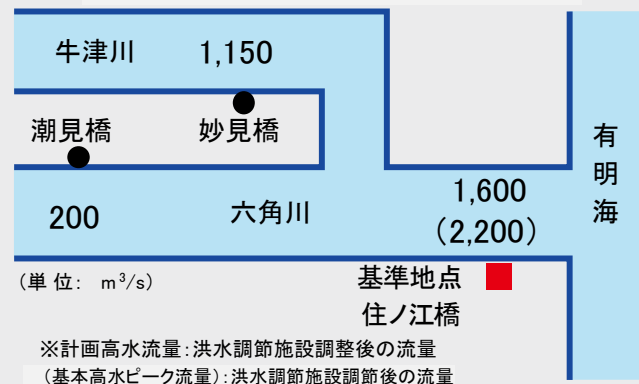 牛津川 1,150
潮見橋 妙見橋
有明海
200 六角川 1,600
(2,200)
(単位: m³/s) 基準地点
住ノ江橋
※計画高水流量:洪水調節施設調整後の流量
(基本高水ピーク流量):洪水調節施設調節後の流量